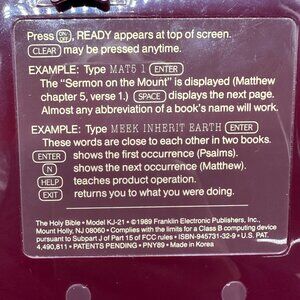 Press ON/OFF, READY appears at top of screen.
CLEAR may be pressed anytime.
EXAMPLE: Type MAT5 1 ENTER
The "Sermon on the Mount" is displayed (Matthew
chapter 5, verse 1.) SPACE displays the next page.
Almost any abbreviation of a book's name will work.
EXAMPLE: Type MEEK INHERIT EARTH ENTER
These words are close to each other in two books.
ENTER shows the first occurrence (Psalms).
N shows the next occurrence (Matthew).
HELP teaches product operation.
EXIT returns you to what you were doing.
The Holy Bible • Model KJ-21 • ©1989 Franklin Electronic Publishers, Inc.,
Mount Holly, NJ 08060 • Complies with the limits for a Class B computing device
pursuant to Subpart J of Part 15 of FCC rules • ISBN-945731-32-9 • U.S. PAT.
4,490,811 • PATENTS PENDING • PNY89 • Made in Korea